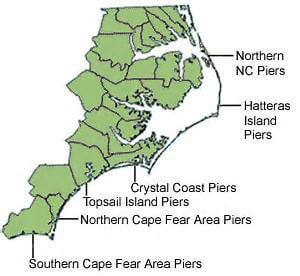 Northern
NC Piers
Hatteras
Island
Piers
Crystal Coast Piers
Topsail Island Piers
Northern Cape Fear Area Piers
Southern Cape Fear Area Piers